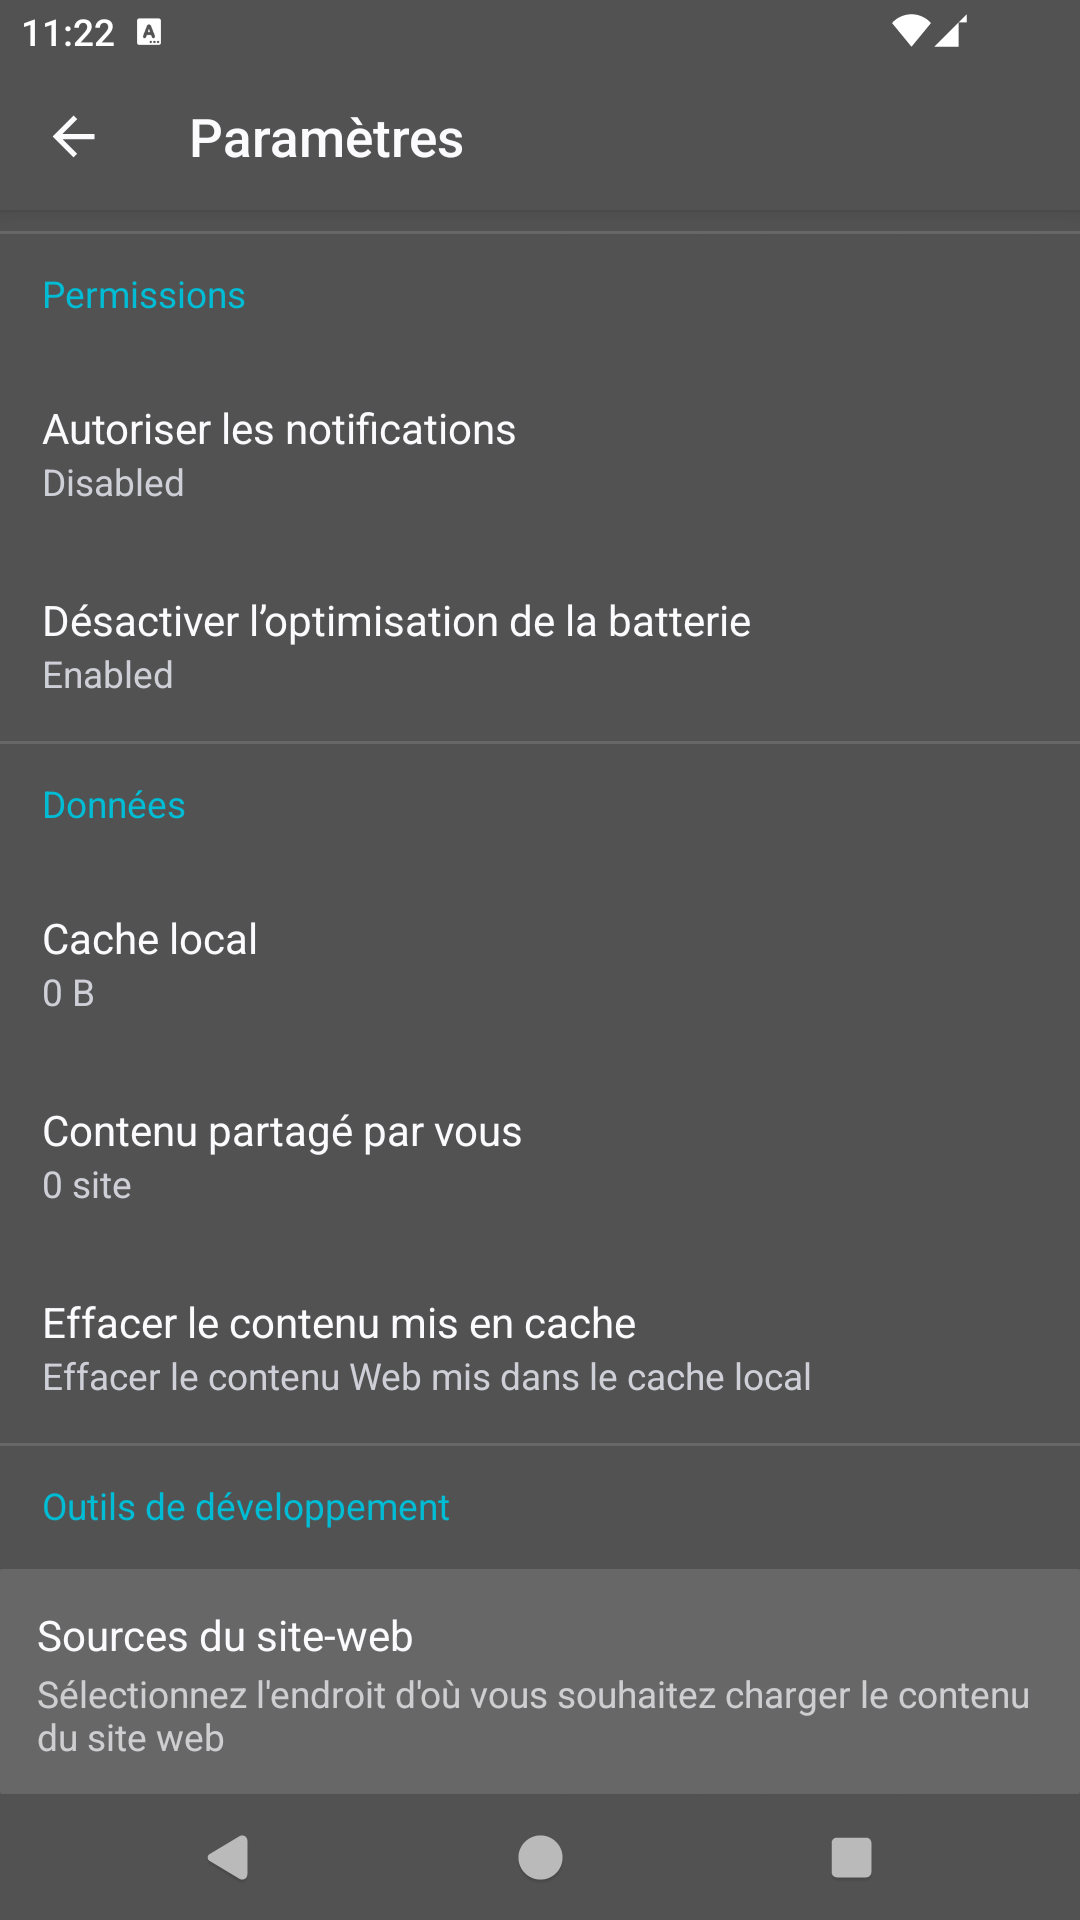 11:22
Paramètres
Permissions
Autoriser les notifications
Disabled
Désactiver l’optimisation de la batterie
Enabled
Données
Cache local
0 B
Contenu partagé par vous
0 site
Effacer le contenu mis en cache
Effacer le contenu Web mis dans le cache local
Outils de développement
Sources du site-web
Sélectionnez l'endroit d'où vous souhaitez charger le contenu
du site web